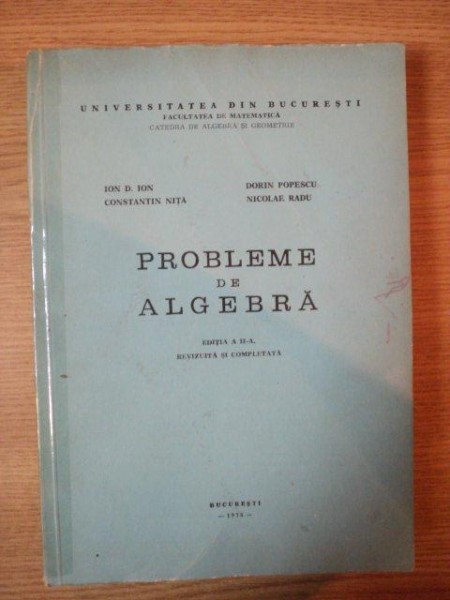 UNIVERSITATEA DIN BUCUREȘTI
FACULTATEA DE MATEMATICĂ
CATEDRA DE ALGEBRĂ ȘI GEOMETRIE
ION D. ION
CONSTANTIN NIȚĂ
DORIN POPESCU
NICOLAE RADU
PROBLEME
DE
ALGEBRĂ
EDIȚIA A II-A,
REVIZUITĂ ȘI COMPLETATĂ
BUCUREȘTI